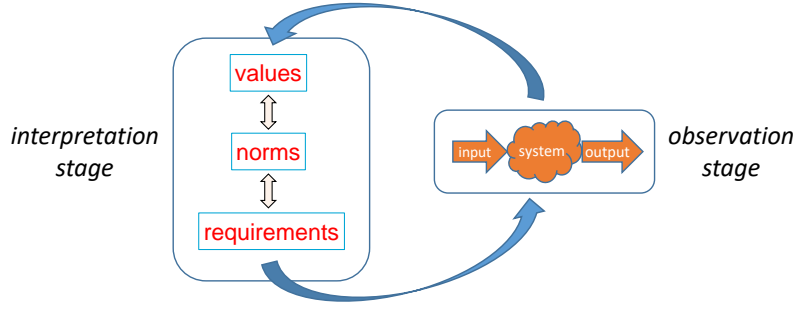 interpretation
stage
values
norms
requirements
input
system
output
observation
stage